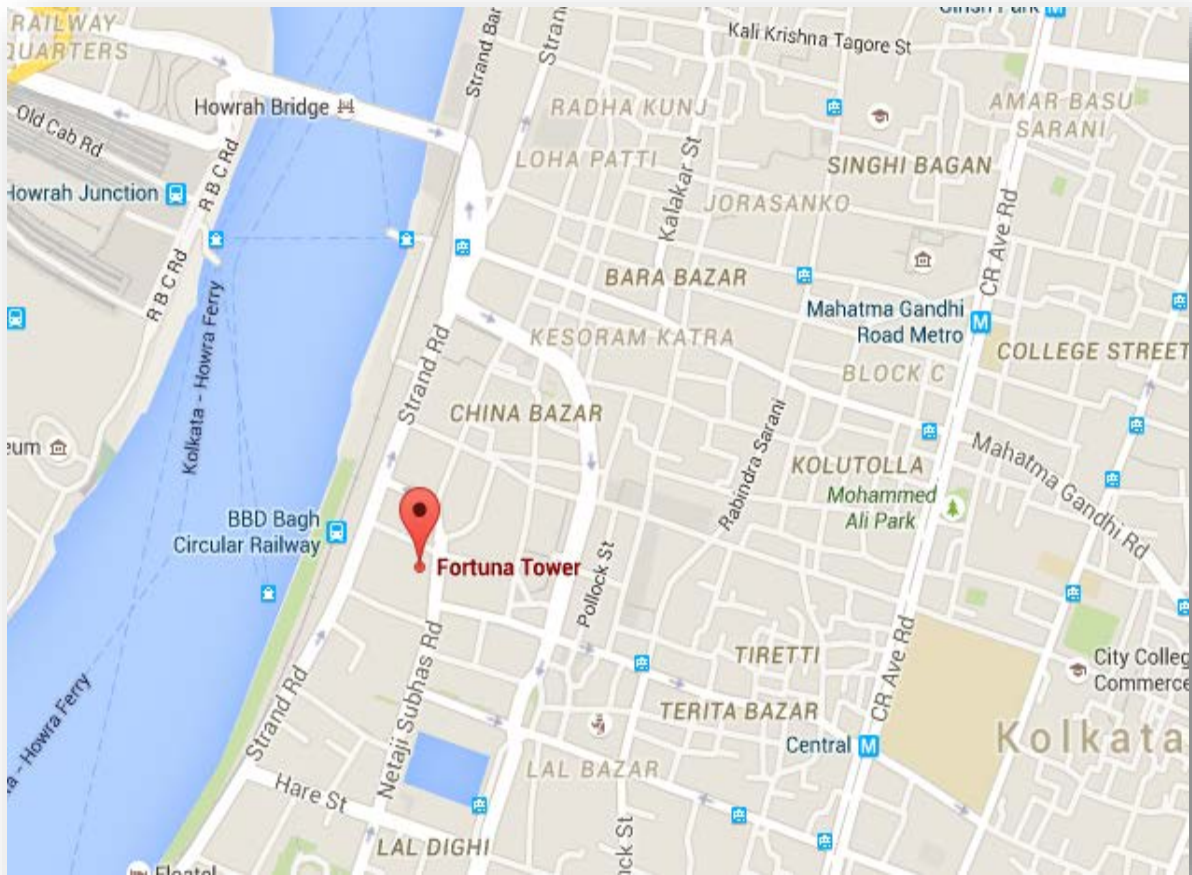 RAILWAY
QUARTERS
Old Cab Rd
Howrah Junction
R B C Rd
R B C Rd
Howrah Bridge
Strand
Kali Krishna Tagore St
Girish Park
RADHA KUNJ
AMAR BASU
SARANI
LOHA PATTI
SINGHI BAGAN
Kalakar St
JORASANKO
CR Ave Rd
BARA BAZAR
Mahatma Gandhi
Road Metro
M
KESORAM KATRA
COLLEGE STREET
BLOCK C
Strand Rd
CHINA BAZAR
Kolkata - Howra Ferry
Rabindra Sarani
KOLUTOLLA
Mahatma Gandhi Rd
Mohammed
Ali Park
BBD Bagh
Circular Railway
Fortuna Tower
Pollock St
Netaji Subhas Rd
TIRETTI
CR Ave Rd
City Colleg
Commerce
Strand Rd
TERITA BAZAR
Kolkata
Central
M
- Howra Ferry
LAL BAZAR
Hare St
LAL DIGHI
Floatel